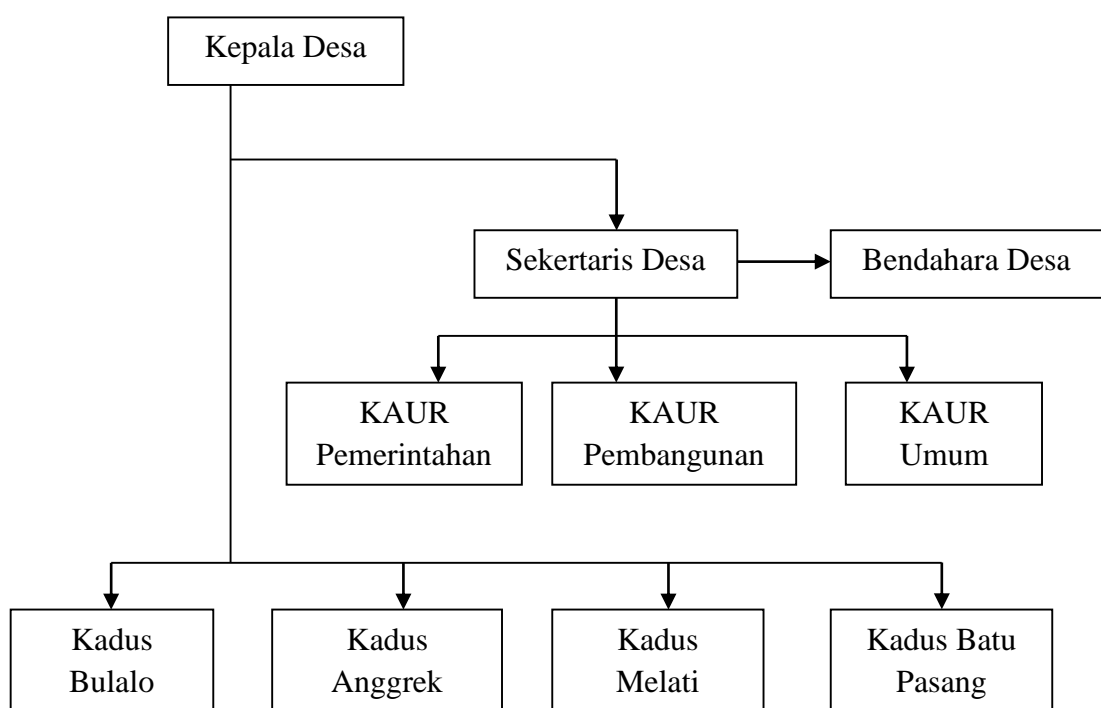 Kepala Desa
Sekertaris Desa
Bendahara Desa
KAUR
Pemerintahan
KAUR
Pembangunan
KAUR
Umum
Kadus
Bulalo
Kadus
Anggrek
Kadus
Melati
Kadus Batu
Pasang